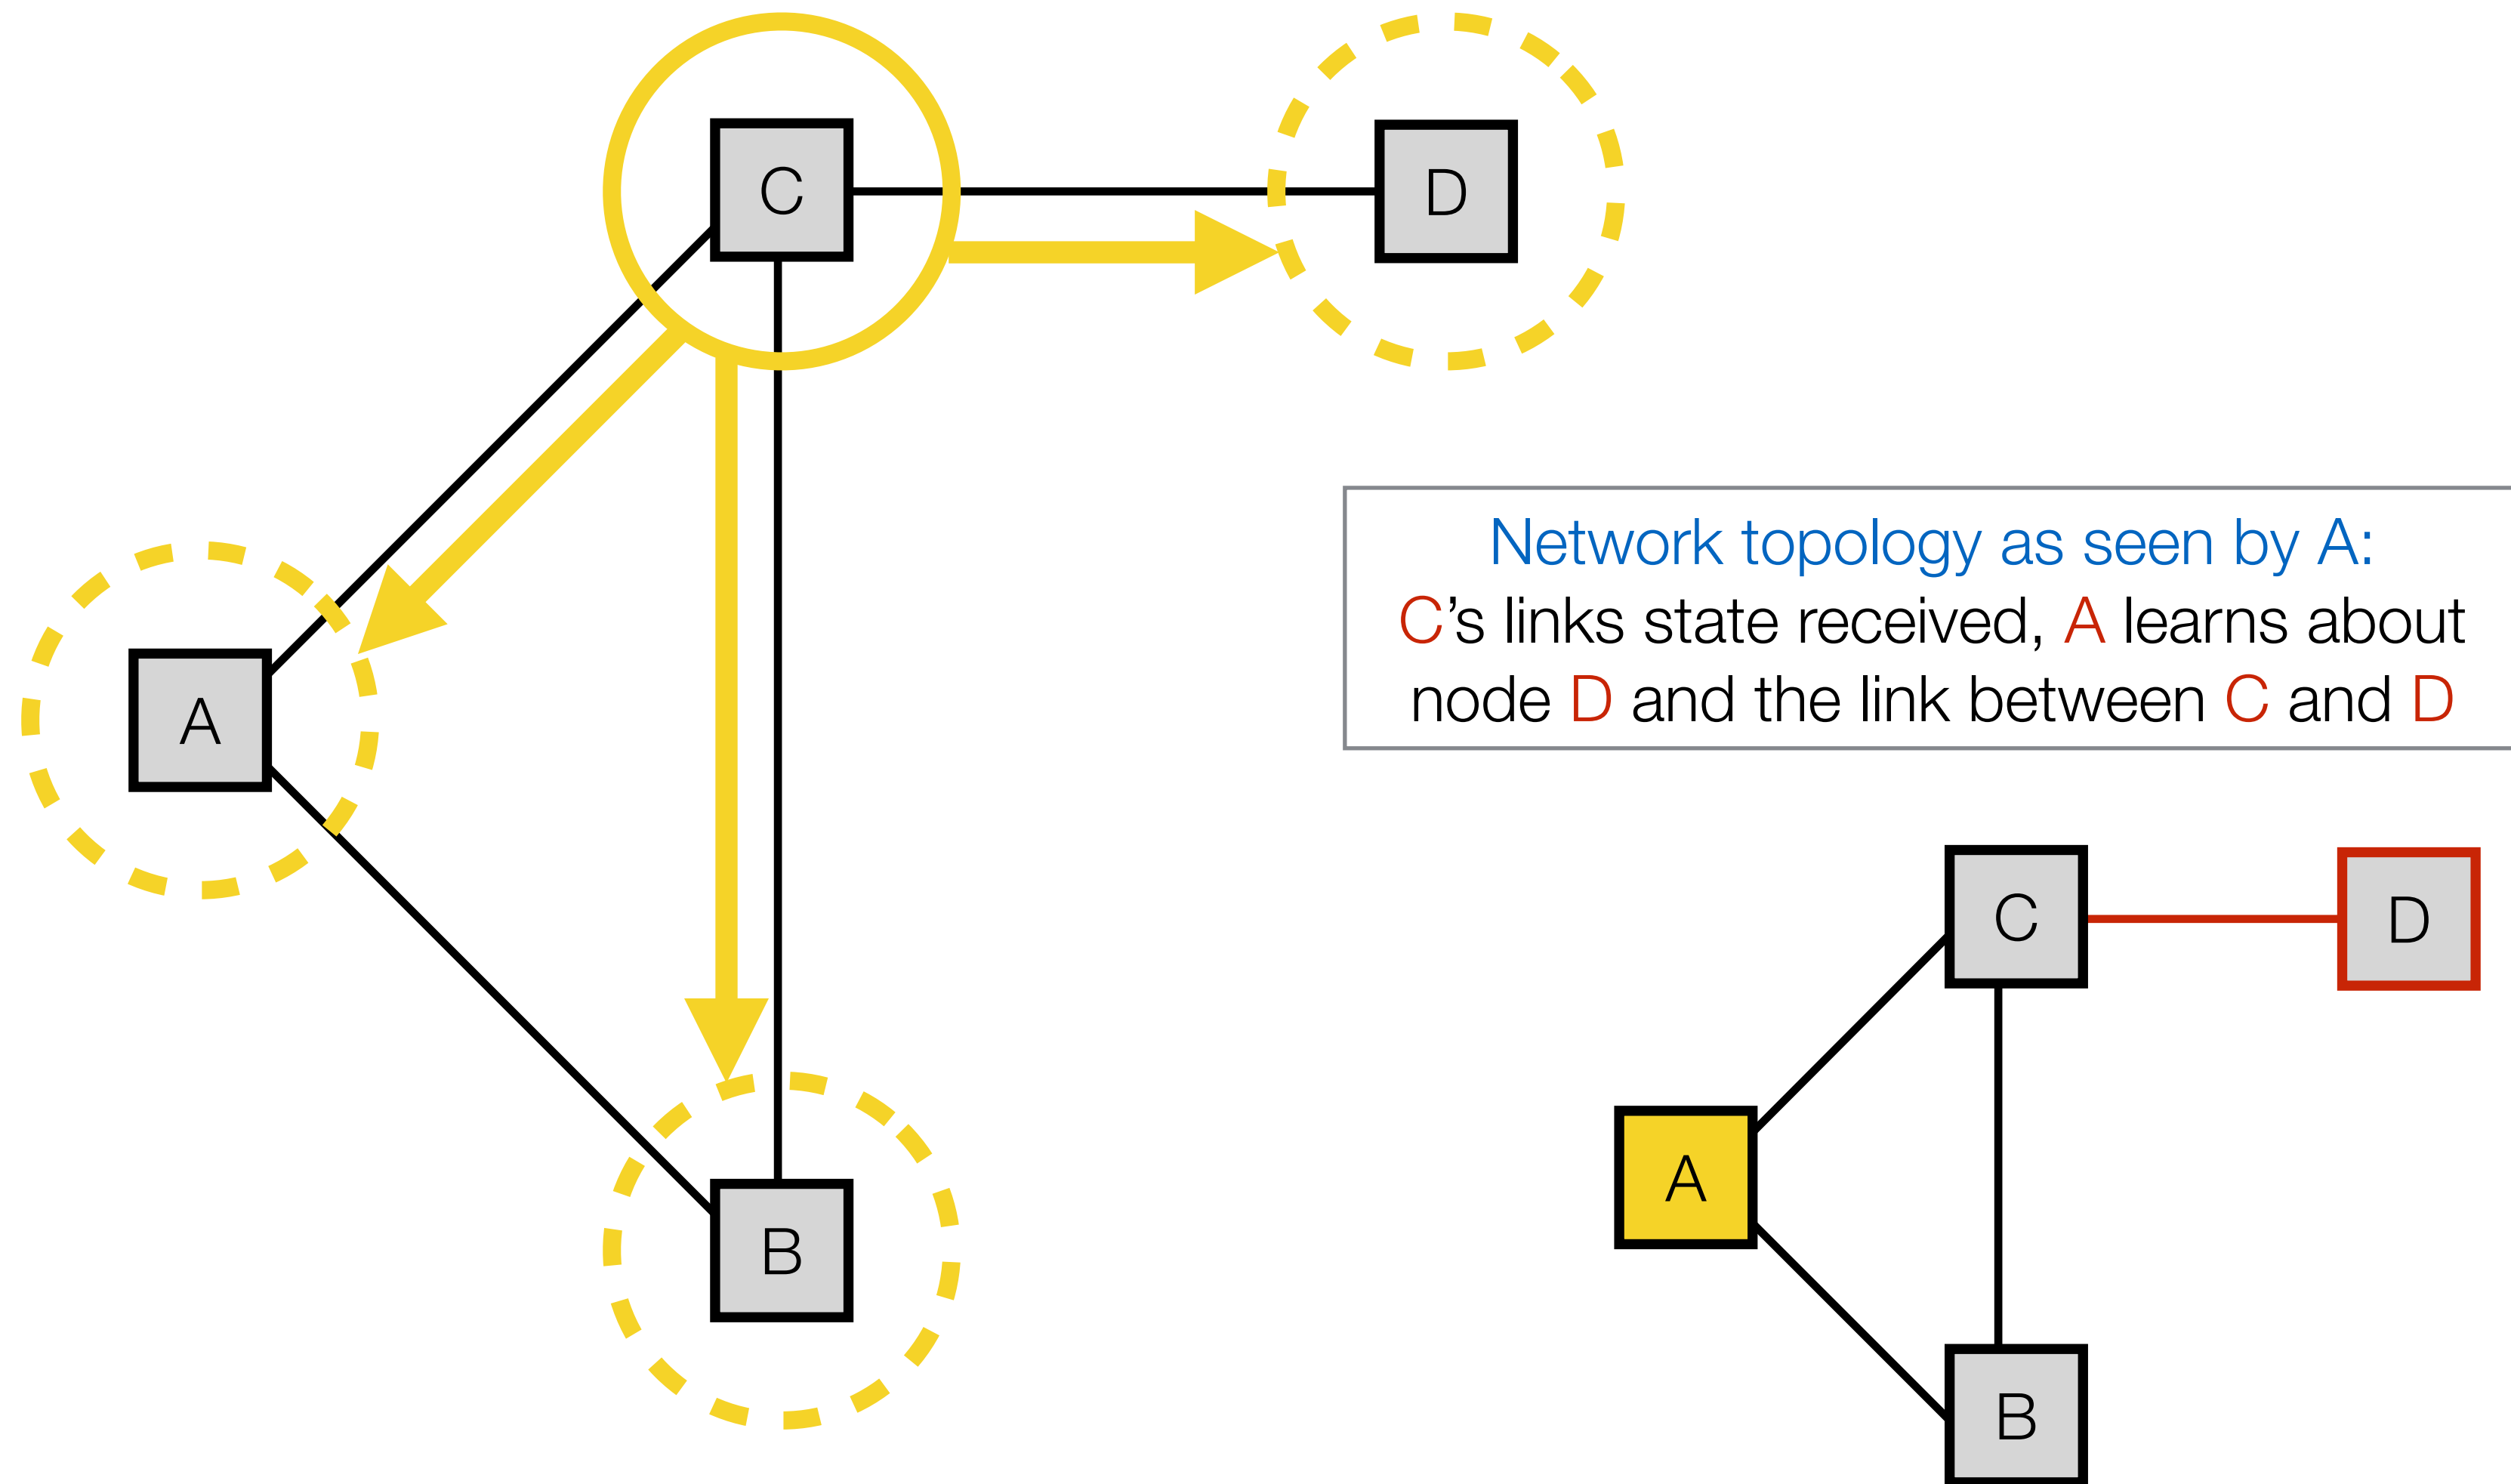 C
D
A
B
Network topology as seen by A:
C’s links state received, A learns about
node D and the link between C and D
C
D
A
B